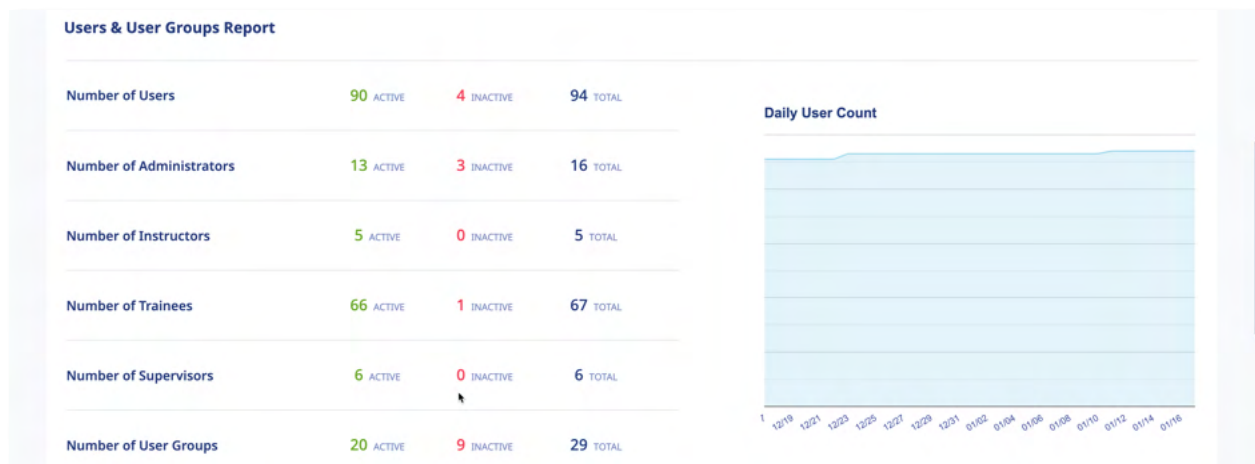 Users & User Groups Report
Number of Users 90 ACTIVE 4 INACTIVE 94 TOTAL
Number of Administrators 13 ACTIVE 3 INACTIVE 16 TOTAL
Number of Instructors 5 ACTIVE 0 INACTIVE 5 TOTAL
Number of Trainees 66 ACTIVE 1 INACTIVE 67 TOTAL
Number of Supervisors 6 ACTIVE 0 INACTIVE 6 TOTAL
Number of User Groups 20 ACTIVE 9 INACTIVE 29 TOTAL
Daily User Count
7 12/19 12/21 12/23 12/25 12/27 12/29 12/31 01/02 01/04 01/06 01/08 01/10 01/12 01/14 01/16